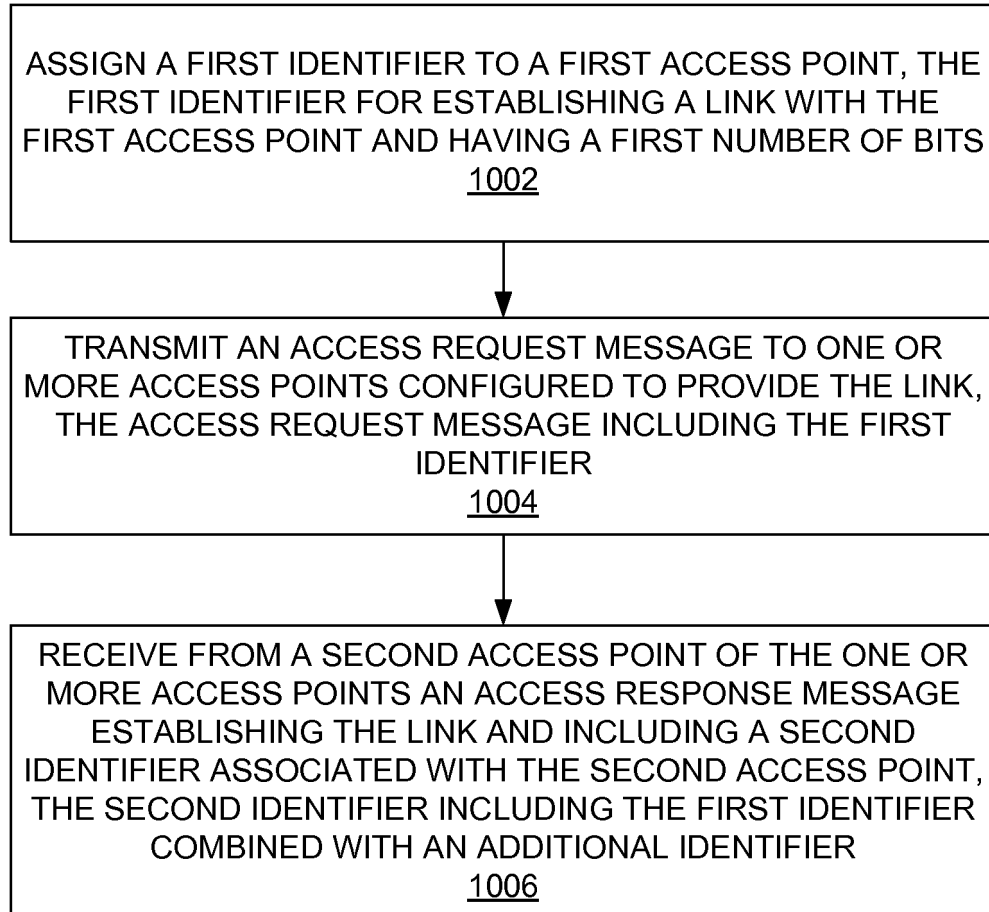 ASSIGN A FIRST IDENTIFIER TO A FIRST ACCESS POINT, THE
FIRST IDENTIFIER FOR ESTABLISHING A LINK WITH THE
FIRST ACCESS POINT AND HAVING A FIRST NUMBER OF BITS
1002
TRANSMIT AN ACCESS REQUEST MESSAGE TO ONE OR
MORE ACCESS POINTS CONFIGURED TO PROVIDE THE LINK,
THE ACCESS REQUEST MESSAGE INCLUDING THE FIRST
IDENTIFIER
1004
RECEIVE FROM A SECOND ACCESS POINT OF THE ONE OR
MORE ACCESS POINTS AN ACCESS RESPONSE MESSAGE
ESTABLISHING THE LINK AND INCLUDING A SECOND
IDENTIFIER ASSOCIATED WITH THE SECOND ACCESS POINT,
THE SECOND IDENTIFIER INCLUDING THE FIRST IDENTIFIER
COMBINED WITH AN ADDITIONAL IDENTIFIER
1006